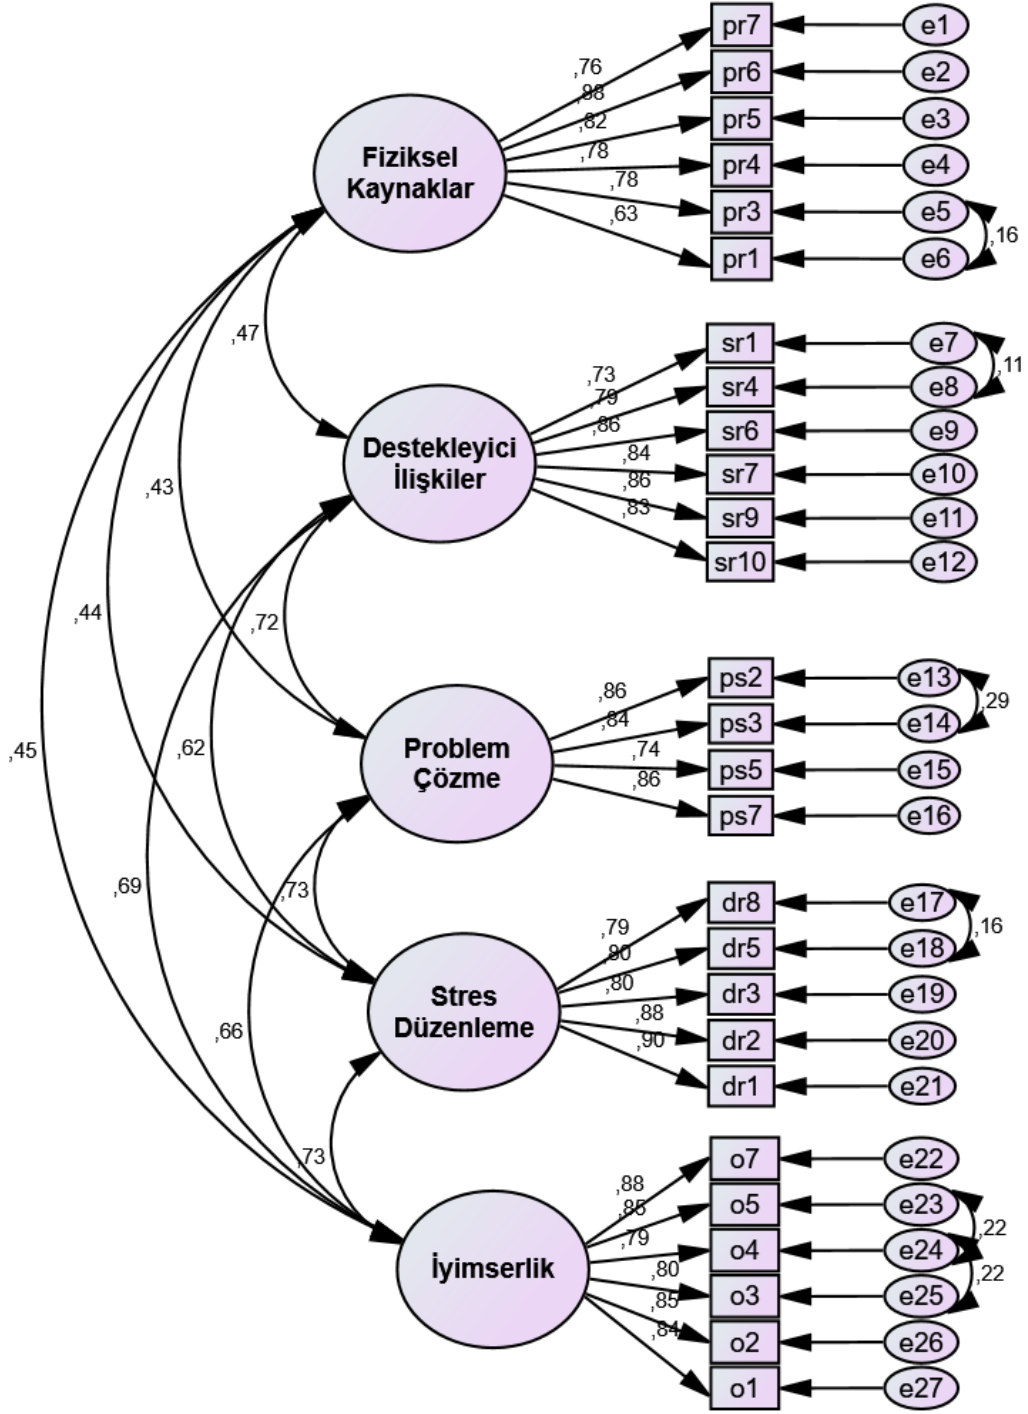 pr7
e1
,76
pr6
e2
,88
pr5
e3
,82
Fiziksel
Kaynaklar
,78
pr4
e4
,78
pr3
e5
,63
,16
pr1
e6
,47
sr1
e7
,73
,11
sr4
e8
,79
,86
sr6
e9
Destekleyici
İlişkiler
,84
sr7
e10
,86
,43
sr9
e11
,83
sr10
e12
,44
,72
ps2
e13
,86
,29
,84
ps3
e14
,62
Problem
Çözme
,74
ps5
e15
,45
,86
ps7
e16
,69
,73
dr8
e17
,79
,16
dr5
e18
,80
,80
dr3
e19
Stres
Düzenleme
,88
dr2
e20
,66
,90
dr1
e21
,73
o7
e22
,88
,85
o5
e23
,22
,79
o4
e24
İyimserlik
,80
,22
o3
e25
,85
o2
e26
,84
o1
e27